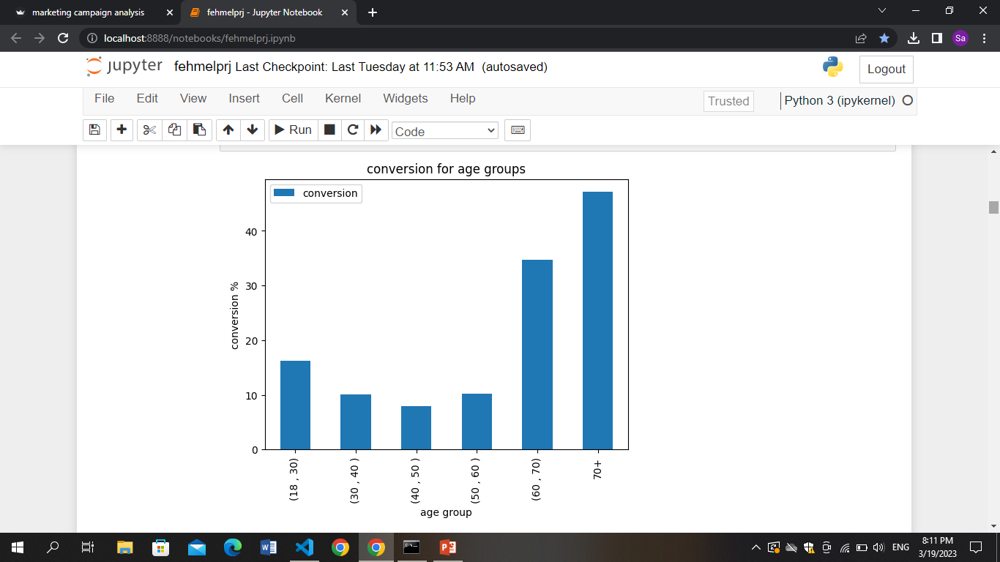 marketing campaign analysis
fehmelprj - Jupyter Notebook
localhost:8888/notebooks/fehmelprj.ipynb
Sa
jupyter fehmelprj Last Checkpoint: Last Tuesday at 11:53 AM (autosaved)
Logout
File Edit View Insert Cell Kernel Widgets Help
Trusted
Python 3 (ipykernel)
Run
Code
conversion for age groups
conversion
conversion %
40
30
20
10
0
(18 , 30)
(30 , 40 )
(40 , 50 )
(50 , 60 )
(60 , 70)
70+
age group
ENG
8:11 PM
3/19/2023